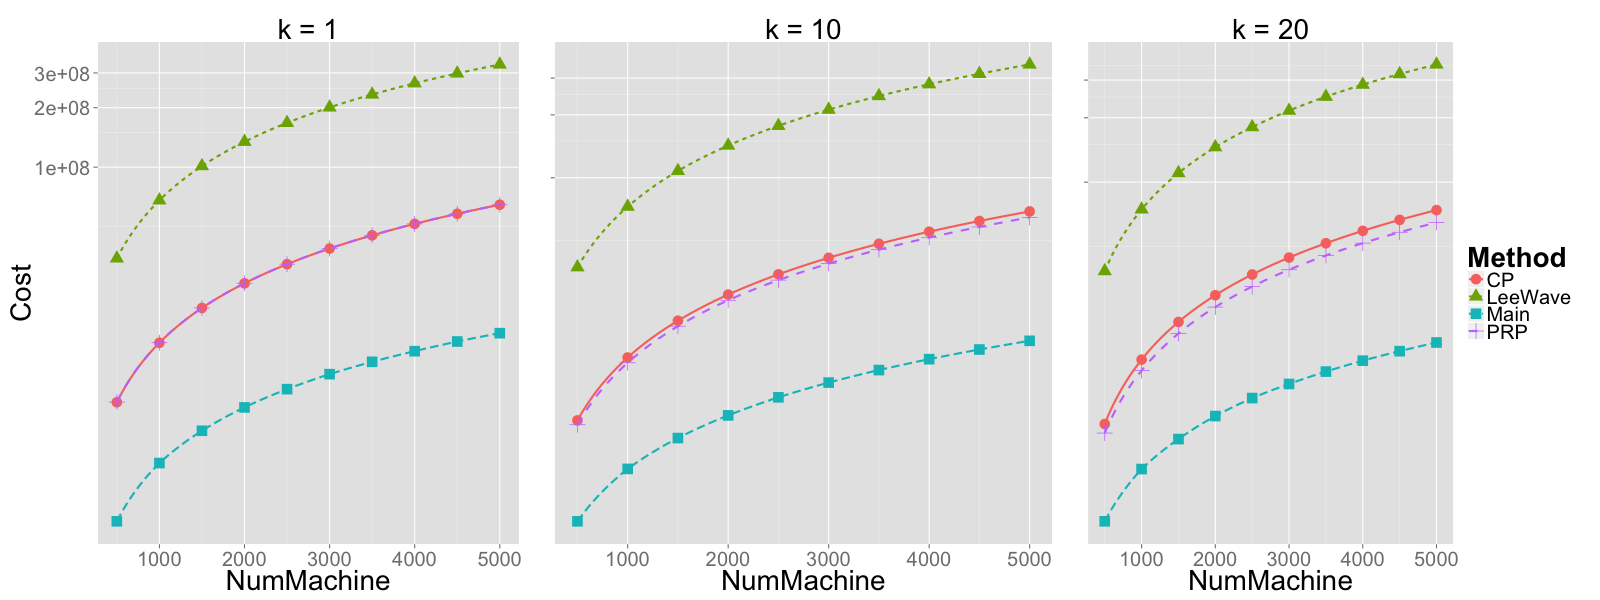 k = 1
k = 10
k = 20
Cost
3e+08
2e+08
1e+08
1000 2000 3000 4000 5000
1000 2000 3000 4000 5000
1000 2000 3000 4000 5000
NumMachine
NumMachine
NumMachine
Method
CP
LeeWave
Main
PRP